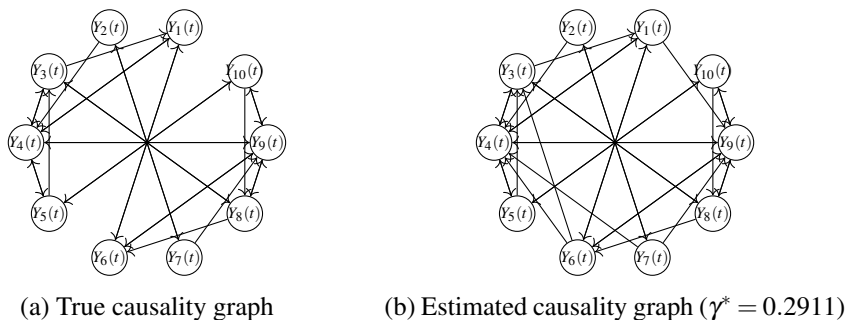 Y2(t) Y1(t) Y2(t) Y1(t)
Y3(t) Y10(t) Y3(t) Y10(t)
Y4(t) Y9(t) Y4(t) Y9(t)
Y5(t) Y8(t) Y5(t) Y8(t)
Y6(t) Y7(t) Y6(t) Y7(t)
(a) True causality graph (b) Estimated causality graph (γ* = 0.2911)